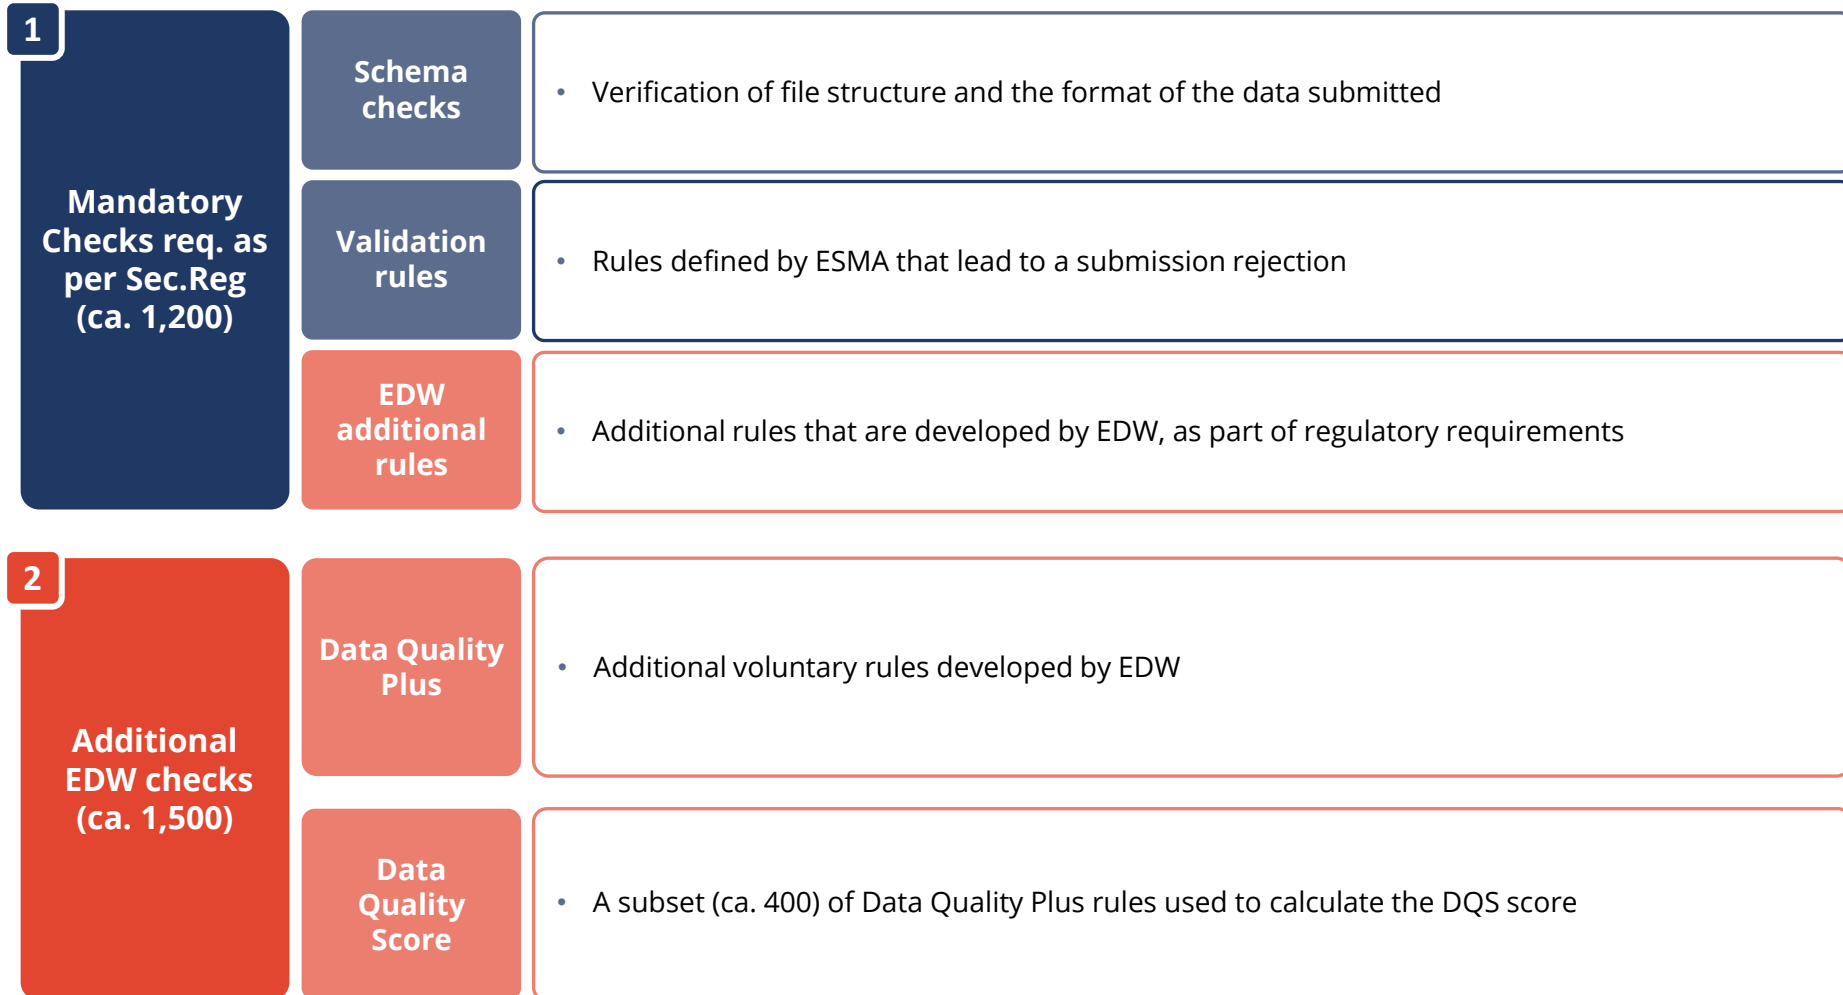 1
Mandatory
Checks req. as
per Sec.Reg
(ca. 1,200)
Schema
checks
• Verification of file structure and the format of the data submitted
Validation
rules
• Rules defined by ESMA that lead to a submission rejection
EDW
additional
rules
• Additional rules that are developed by EDW, as part of regulatory requirements
2
Additional
EDW checks
(ca. 1,500)
Data Quality
Plus
• Additional voluntary rules developed by EDW
Data
Quality
Score
• A subset (ca. 400) of Data Quality Plus rules used to calculate the DQS score